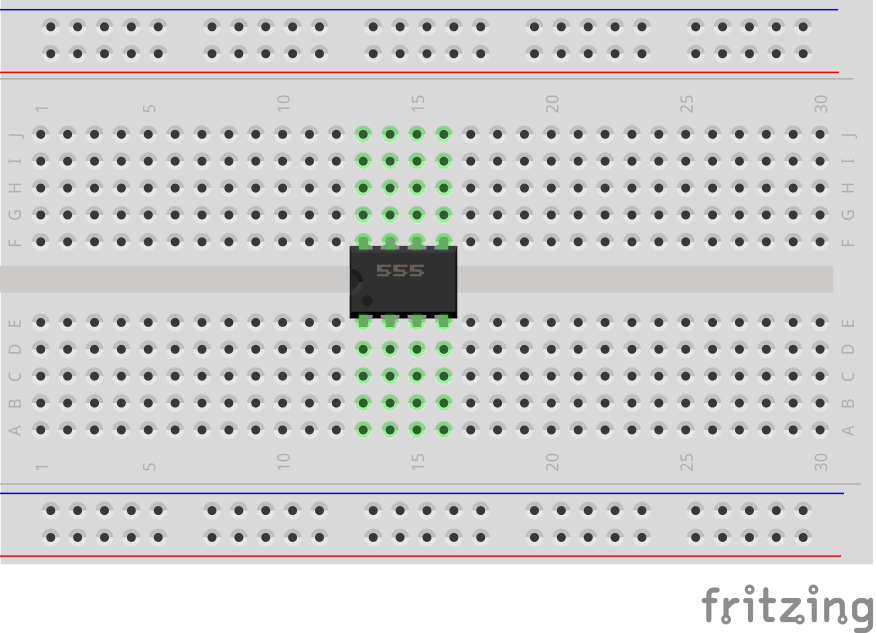 1 5 10 15 20 25 30
J J
I I
H H
G G
F F
555
E E
D D
C C
B B
A A
1 5 10 15 20 25 30
fritzing